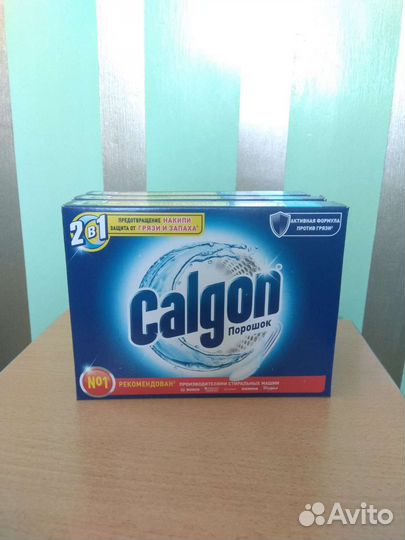 2в1
ПРЕДОТВРАЩЕНИЕ НАКИПИ
ЗАЩИТА ОТ ГРЯЗИ И ЗАПАХА*
АКТИВНАЯ ФОРМУЛА
ПРОТИВ ГРЯЗИ*
Calgon
Порошок
№1
РЕКОМЕНДОВАН* ПРОИЗВОДИТЕЛЯМИ СТИРАЛЬНЫХ МАШИН
Avito